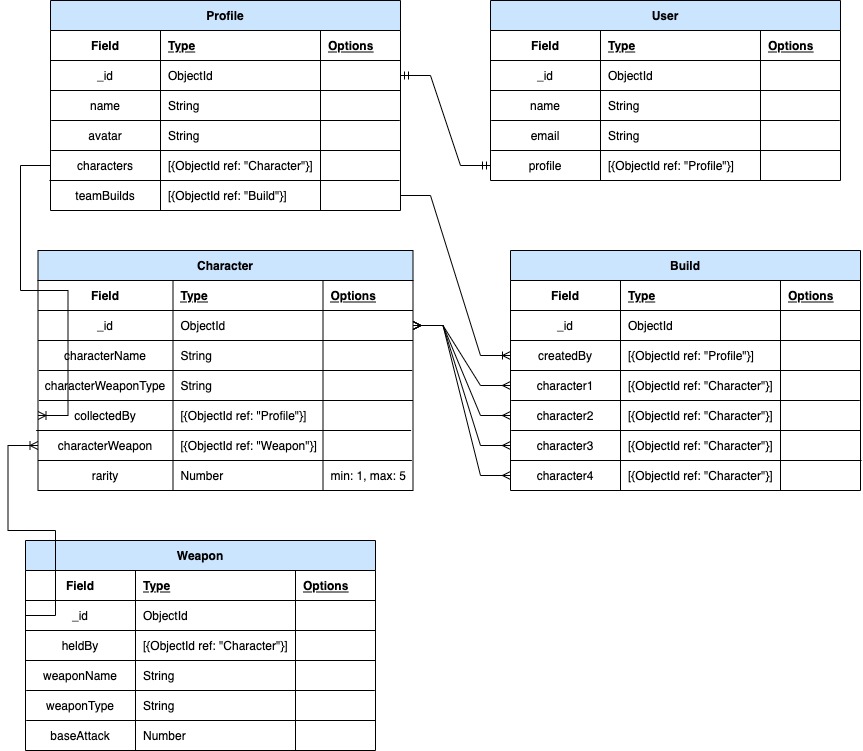 Profile
Field Type Options
_id ObjectId
name String
avatar String
characters [{ObjectId ref: "Character"}]
teamBuilds [{ObjectId ref: "Build"}]
User
Field Type Options
_id ObjectId
name String
email String
profile [{ObjectId ref: "Profile"}]
Character
Field Type Options
_id ObjectId
characterName String
characterWeaponType String
collectedBy [{ObjectId ref: "Profile"}]
characterWeapon [{ObjectId ref: "Weapon"}]
rarity Number min: 1, max: 5
Build
Field Type Options
_id ObjectId
createdBy [{ObjectId ref: "Profile"}]
character1 [{ObjectId ref: "Character"}]
character2 [{ObjectId ref: "Character"}]
character3 [{ObjectId ref: "Character"}]
character4 [{ObjectId ref: "Character"}]
Weapon
Field Type Options
_id ObjectId
heldBy [{ObjectId ref: "Character"}]
weaponName String
weaponType String
baseAttack Number